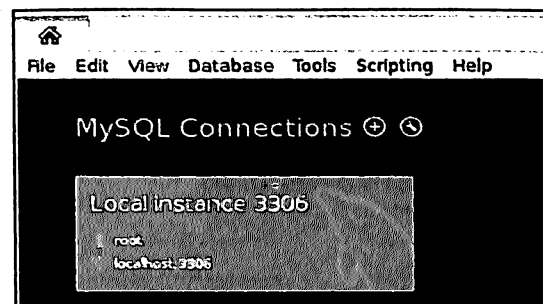 File Edit View Database Tools Scripting Help
MySQL Connections
Local instance 3306
root
localhost:3306